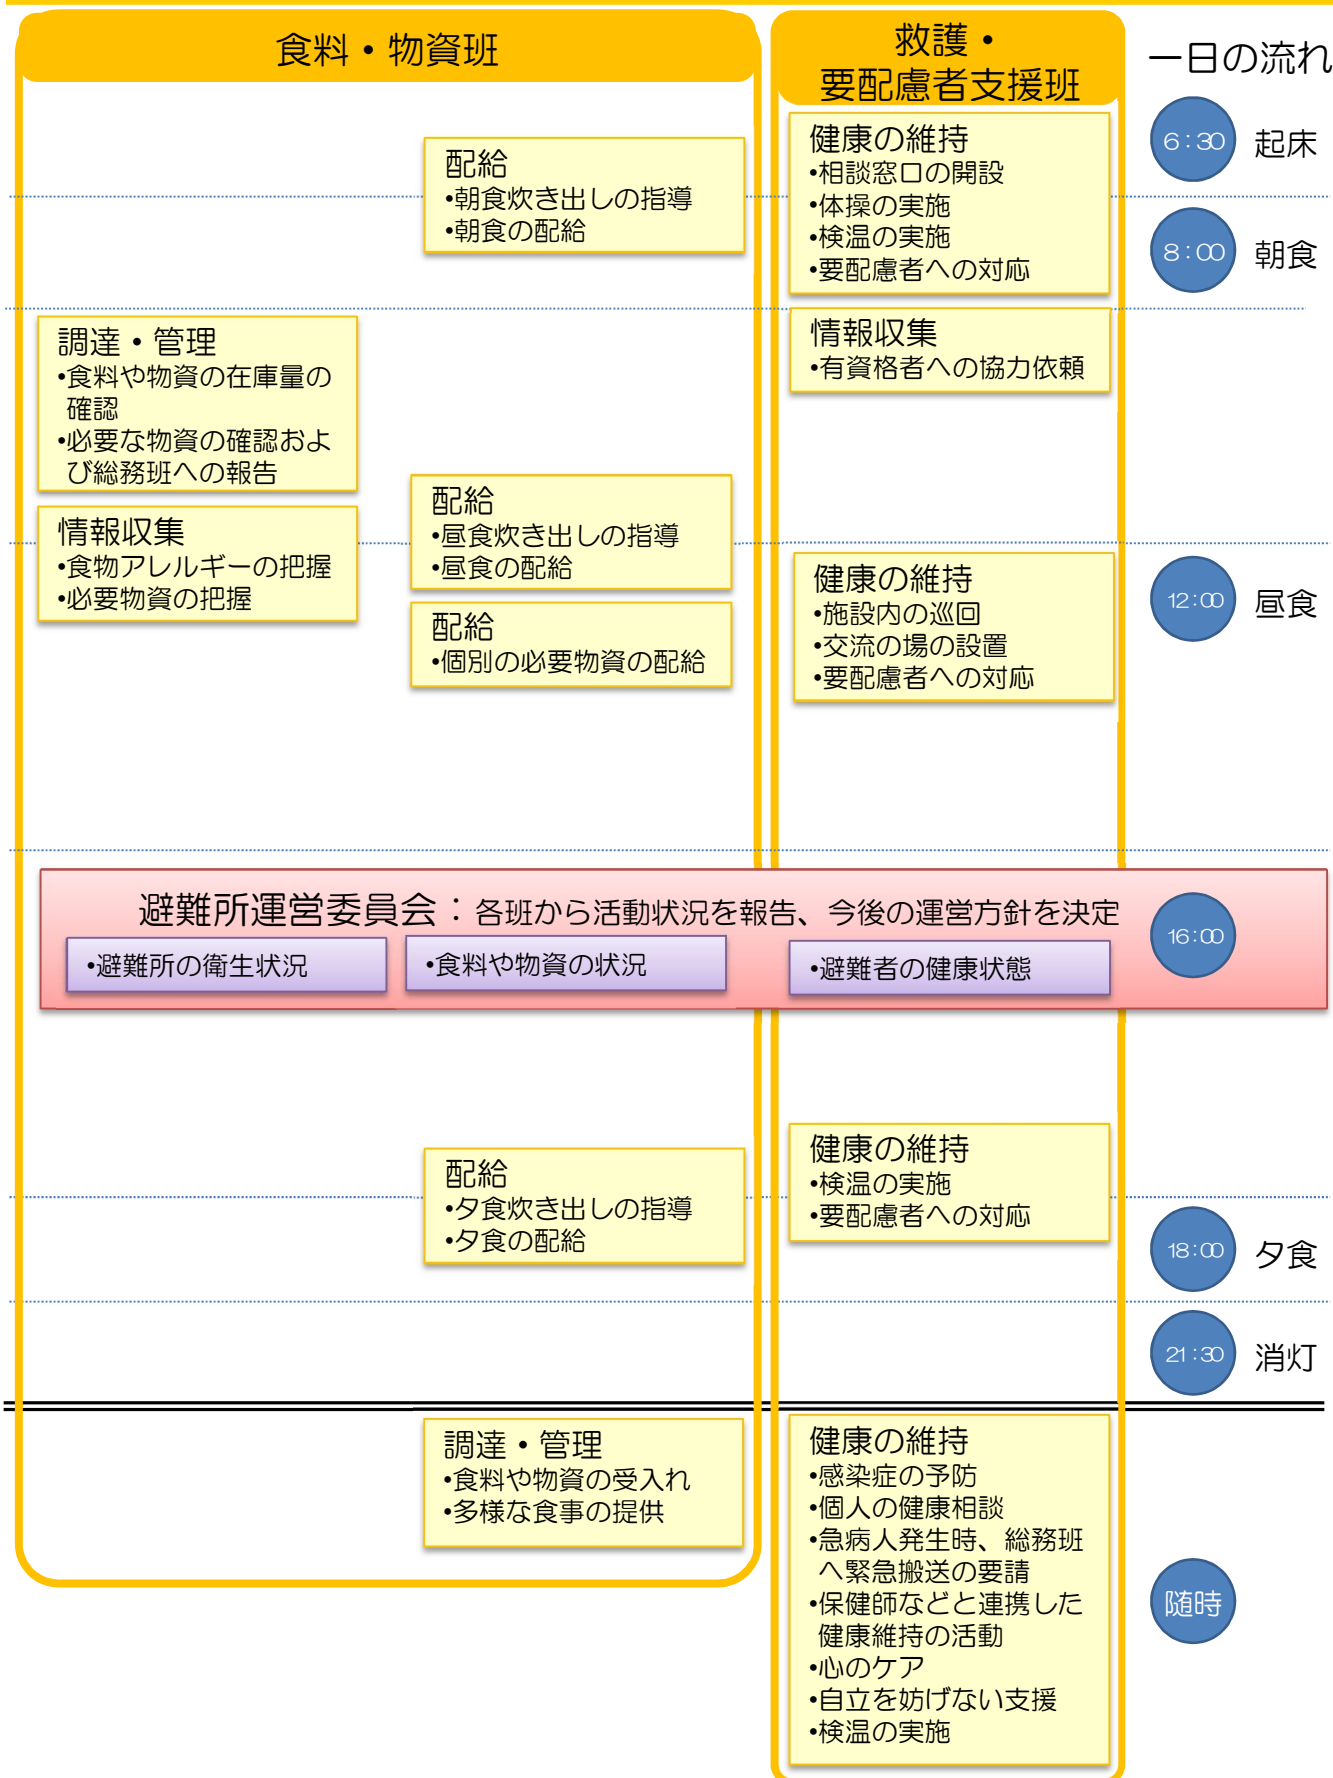 食料・物資班
救護・
要配慮者支援班
一日の流れ
6:30
起床
配給
•朝食炊き出しの指導
•朝食の配給
健康の維持
•相談窓口の開設
•体操の実施
•検温の実施
•要配慮者への対応
8:00
朝食
調達・管理
•食料や物資の在庫量の
確認
•必要な物資の確認およ
び総務班への報告
情報収集
•有資格者への協力依頼
情報収集
•食物アレルギーの把握
•必要物資の把握
配給
•昼食炊き出しの指導
•昼食の配給
配給
•個別の必要物資の配給
健康の維持
•施設内の巡回
•交流の場の設置
•要配慮者への対応
12:00
昼食
避難所運営委員会：各班から活動状況を報告、今後の運営方針を決定
16:00
•避難所の衛生状況
•食料や物資の状況
•避難者の健康状態
配給
•夕食炊き出しの指導
•夕食の配給
健康の維持
•検温の実施
•要配慮者への対応
18:00
夕食
21:30
消灯
調達・管理
•食料や物資の受入れ
•多様な食事の提供
健康の維持
•感染症の予防
•個人の健康相談
•急病人発生時、総務班
へ緊急搬送の要請
•保健師などと連携した
健康維持の活動
•心のケア
•自立を妨げない支援
•検温の実施
随時